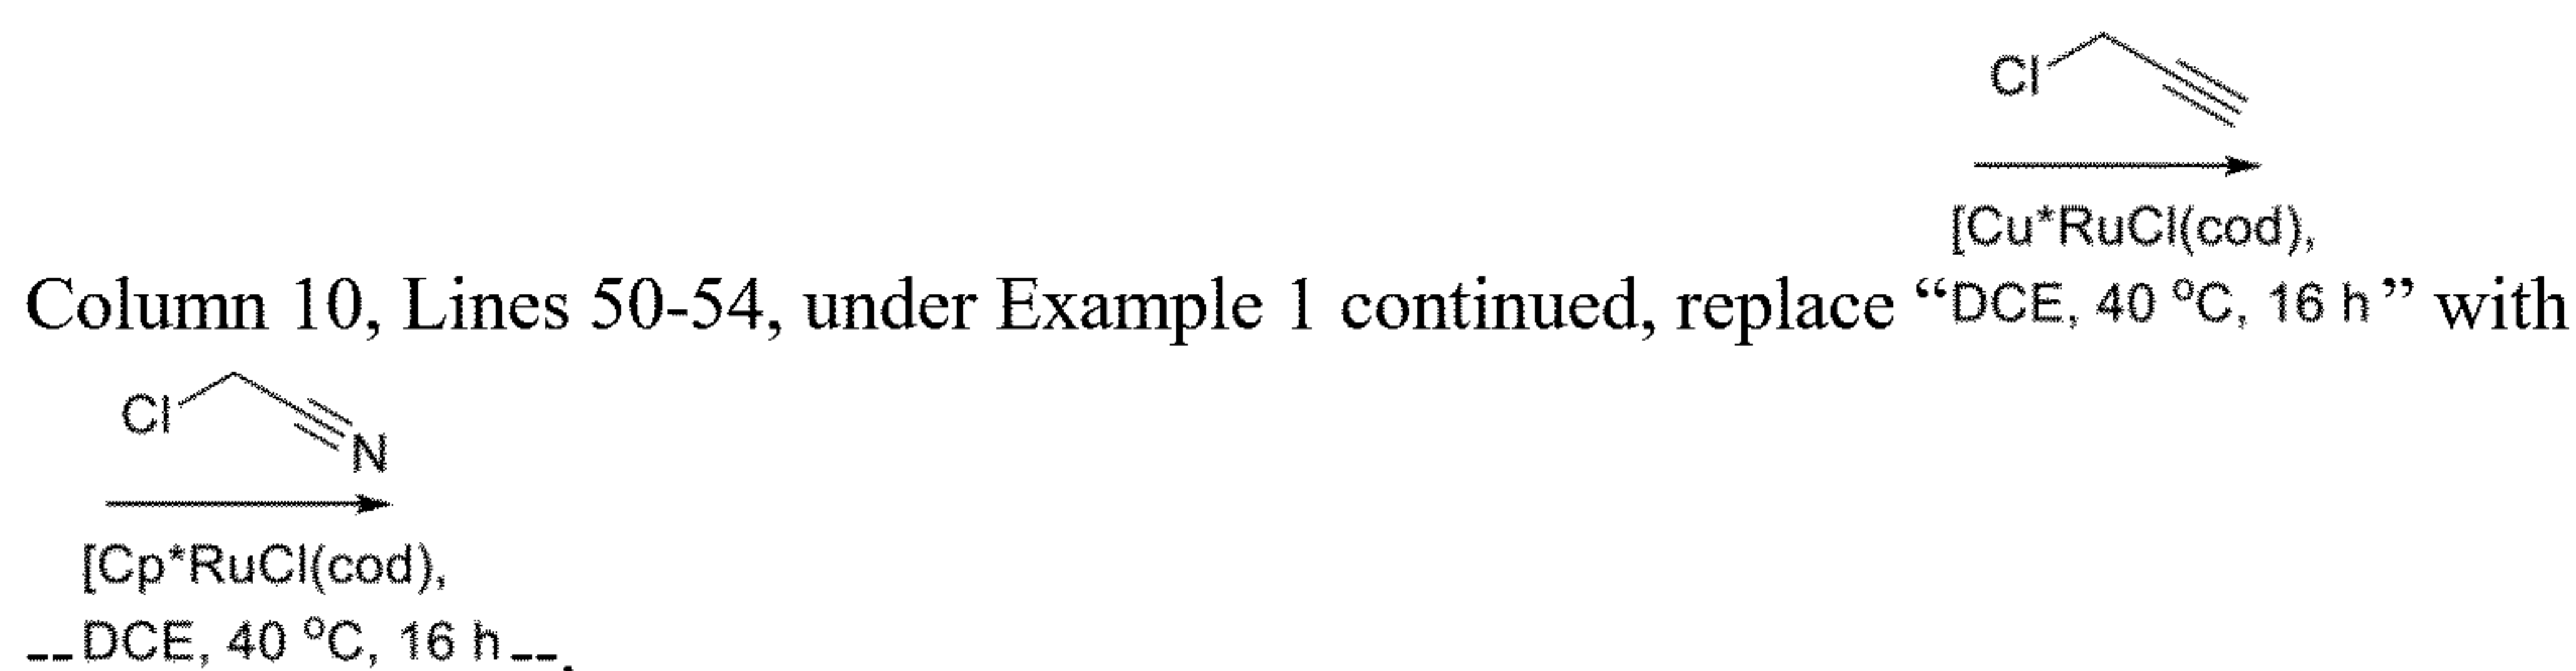 Cl
[Cu*RuCl(cod),
Column 10, Lines 50-54, under Example 1 continued, replace “DCE, 40 °C, 16 h” with
Cl
N
[Cp*RuCl(cod),
--DCE, 40 °C, 16 h--.